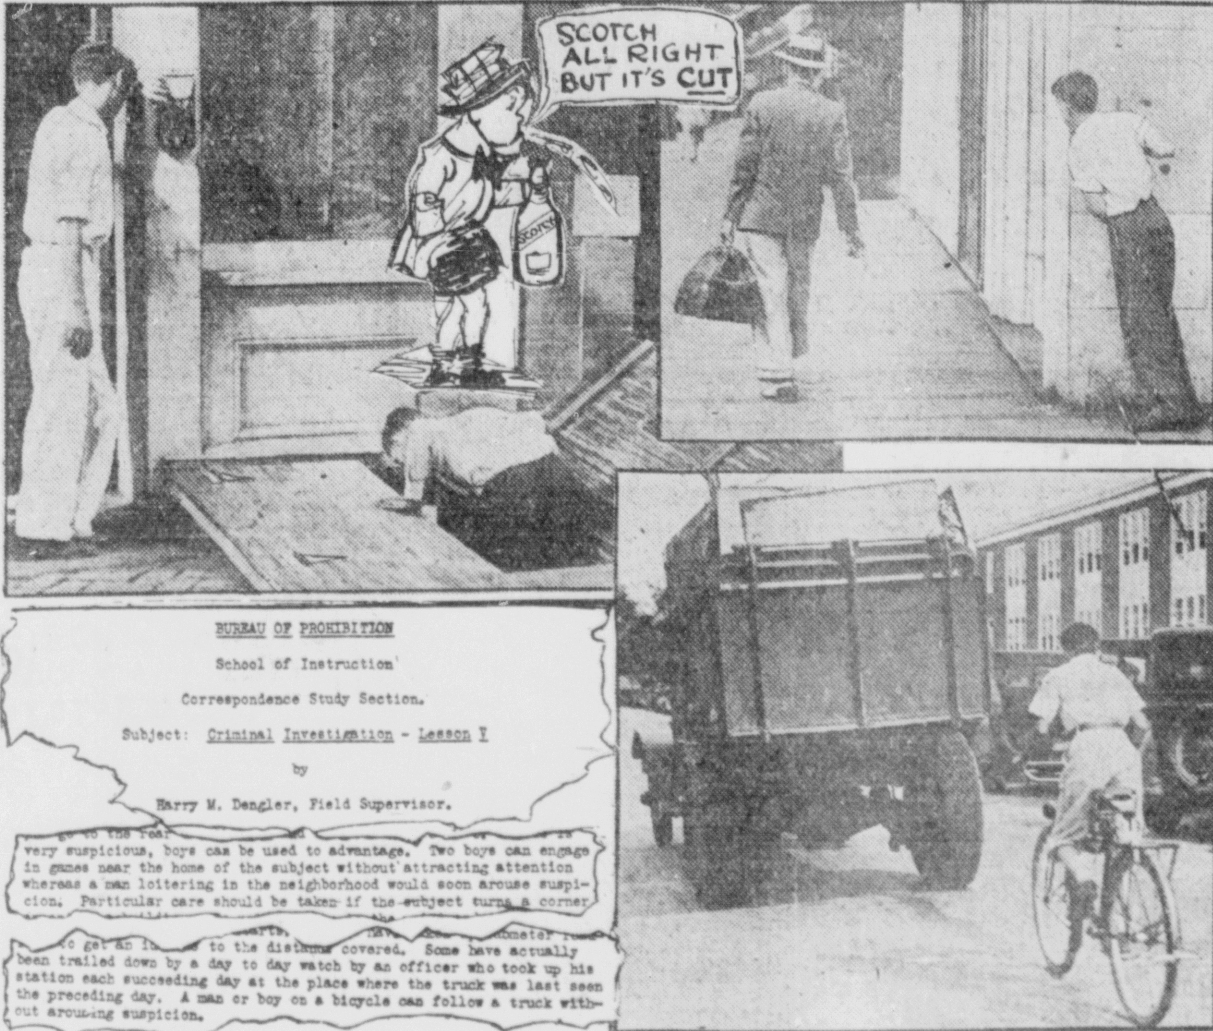 SCOTCH
ALL RIGHT
BUT IT'S CUT
SCOTCH
BUREAU OF PROHIBITION
School of Instruction
Correspondence Study Section.
Subject: Criminal Investigation - Lesson V
by
Harry M. Dengler, Field Supervisor.
go to the rear
very suspicious, boys can be used to advantage. Two boys can engage
in games near the home of the subject without attracting attention
whereas a man loitering in the neighborhood would soon arouse suspi-
cion. Particular care should be taken if the subject turns a corner
the
to get an to the distance covered. Some have actually
been trailed down by a day to day watch by an officer who took up his
station each succeeding day at the place where the truck was last seen
the preceding day. A man or boy on a bicycle can follow a truck with-
out arousing suspicion.